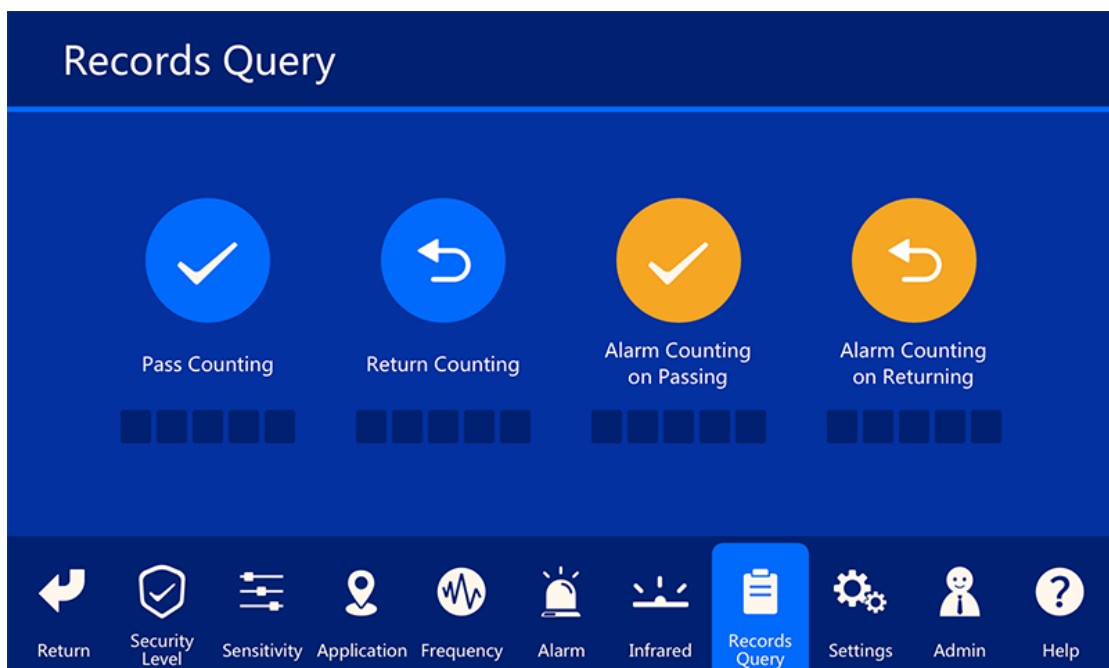 Records Query
Pass Counting
Return Counting
Alarm Counting
on Passing
Alarm Counting
on Returning
Return
Security
Level
Sensitivity
Application
Frequency
Alarm
Infrared
Records
Query
Settings
Admin
?
Help